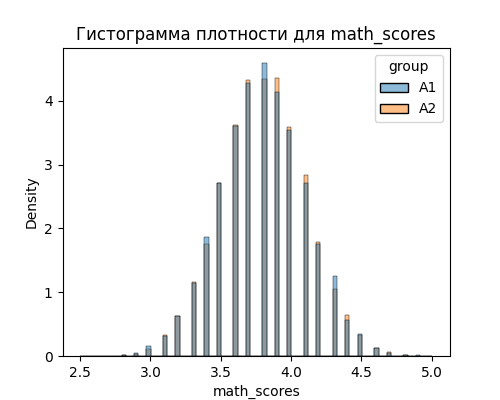 Гистограмма плотности для math_scores
group
A1
A2
Density
4
3
2
1
0
2.5 3.0 3.5 4.0 4.5 5.0
math_scores